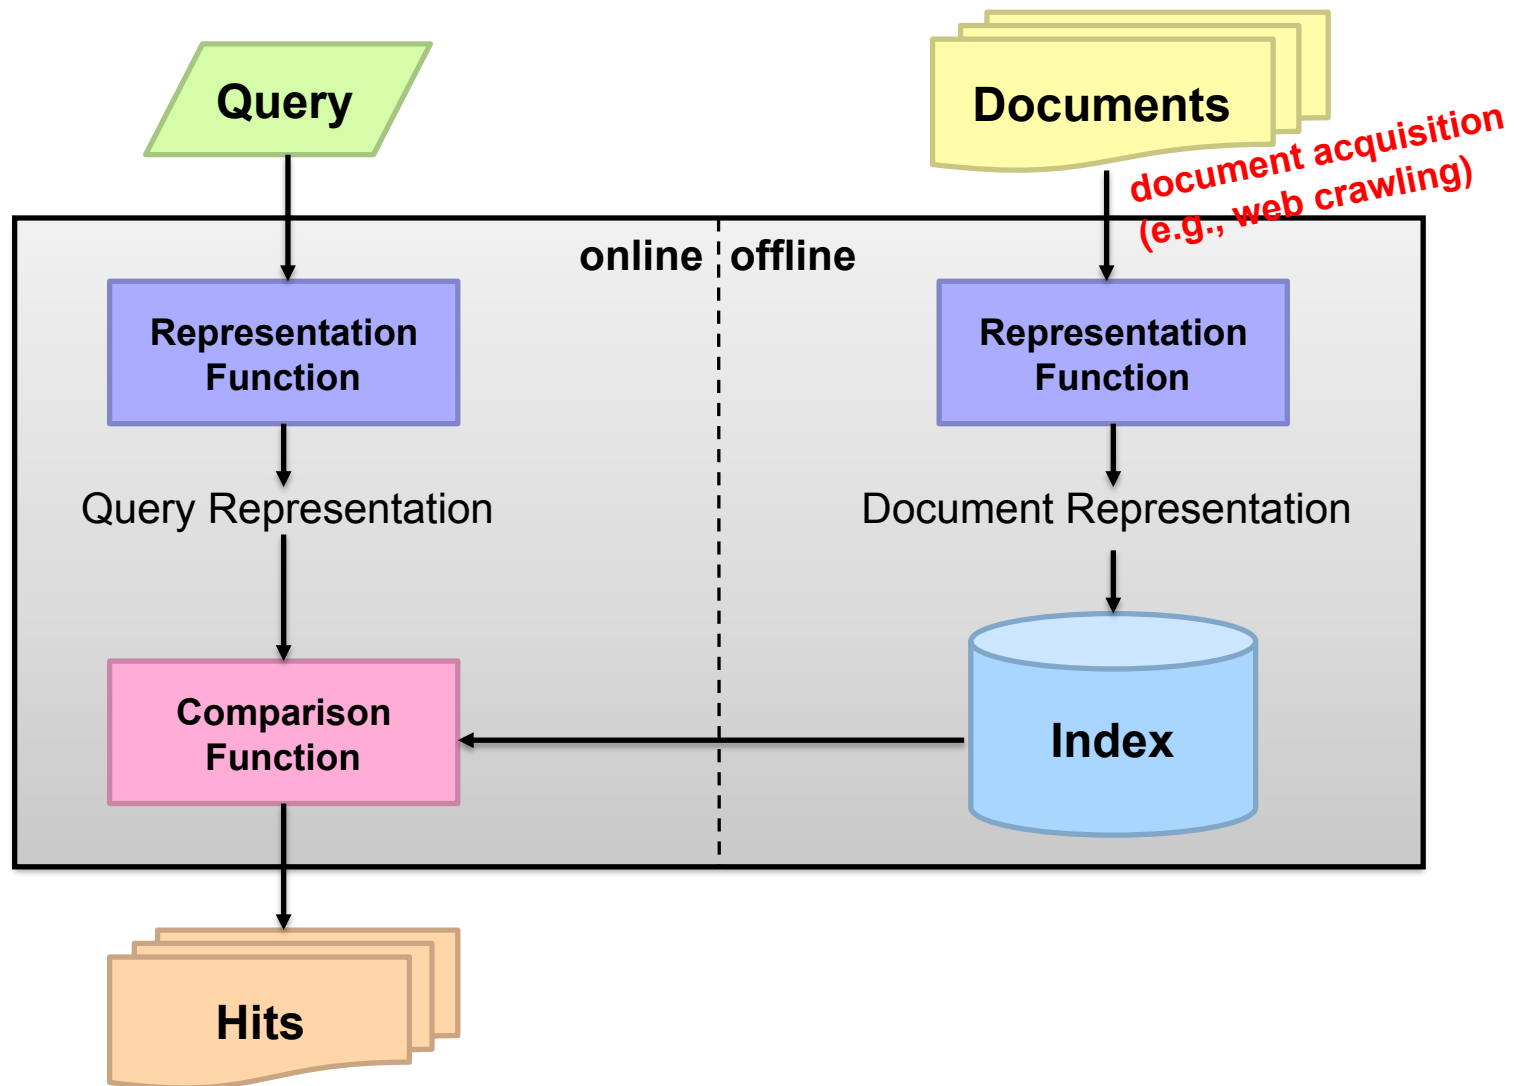 Query
Documents
document acquisition
(e.g., web crawling)
online
offline
Representation
Function
Representation
Function
Query Representation
Document Representation
Comparison
Function
Index
Hits